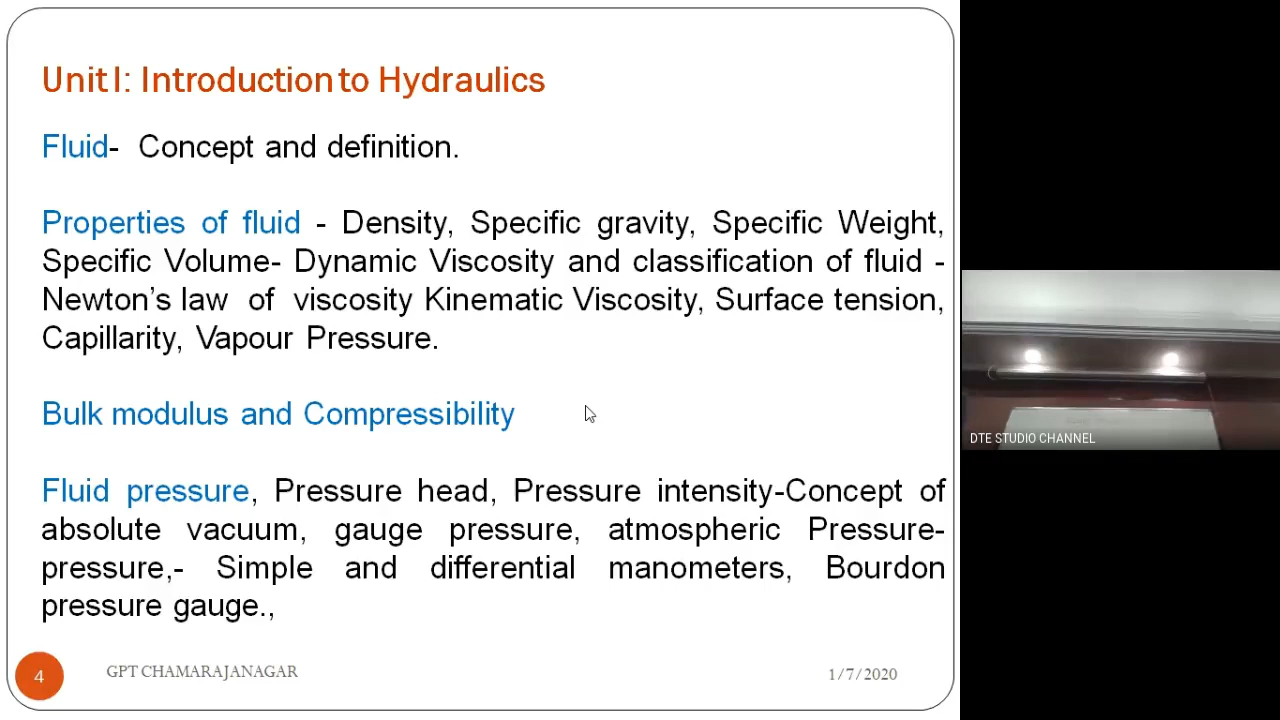 Unit I: Introduction to Hydraulics
Fluid- Concept and definition.
Properties of fluid - Density, Specific gravity, Specific Weight,
Specific Volume- Dynamic Viscosity and classification of fluid -
Newton's law of viscosity Kinematic Viscosity, Surface tension,
Capillarity, Vapour Pressure.
Bulk modulus and Compressibility
Fluid pressure, Pressure head, Pressure intensity-Concept of
absolute vacuum, gauge pressure, atmospheric Pressure-
pressure,- Simple and differential manometers, Bourdon
pressure gauge.,
4
GPT CHAMARAJANAGAR
1/7/2020
DTE STUDIO CHANNEL